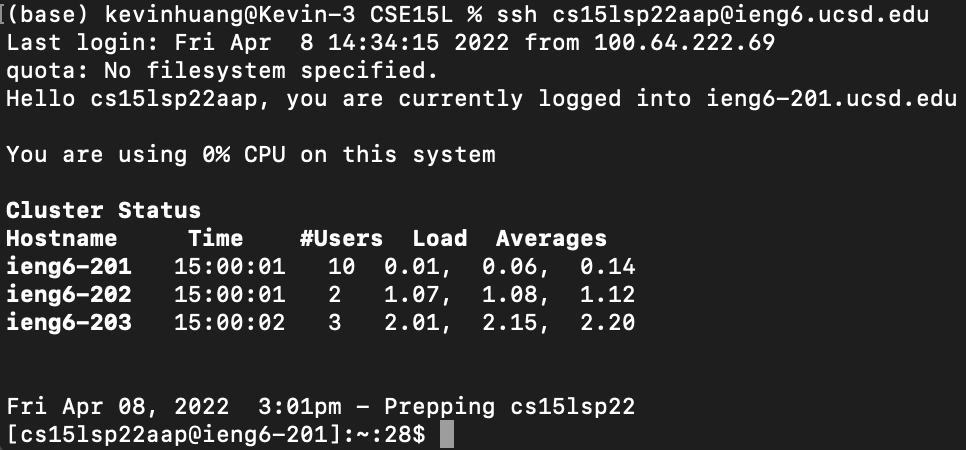 (base) kevinhuang@Kevin-3 CSE15L % ssh cs15lsp22aap@ieng6.ucsd.edu
Last login: Fri Apr  8 14:34:15 2022 from 100.64.222.69
quota: No filesystem specified.
Hello cs15lsp22aap, you are currently logged into ieng6-201.ucsd.edu
You are using 0% CPU on this system
Cluster Status
Hostname     Time    #Users  Load  Averages
ieng6-201   15:00:01   10  0.01,  0.06,  0.14
ieng6-202   15:00:01   2   1.07,  1.08,  1.12
ieng6-203   15:00:02   3   2.01,  2.15,  2.20
Fri Apr 08, 2022  3:01pm - Prepping cs15lsp22
[cs15lsp22aap@ieng6-201]:~:28$